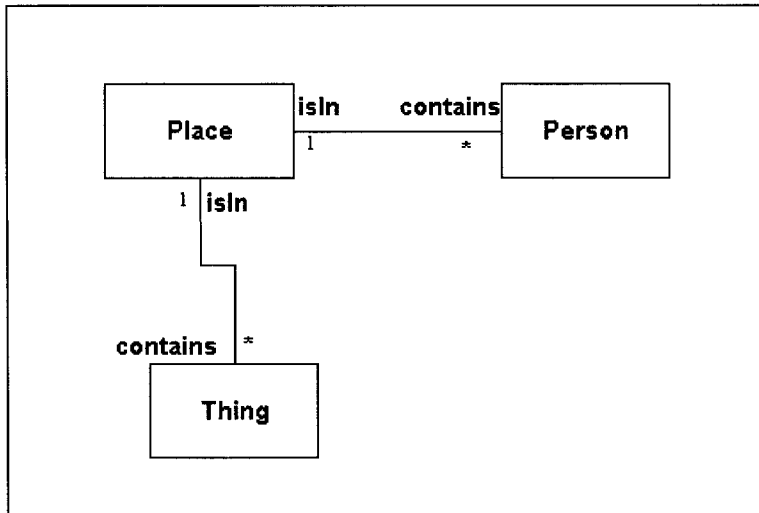 isIn contains
Place Person
1 *
1 isIn
contains *
Thing